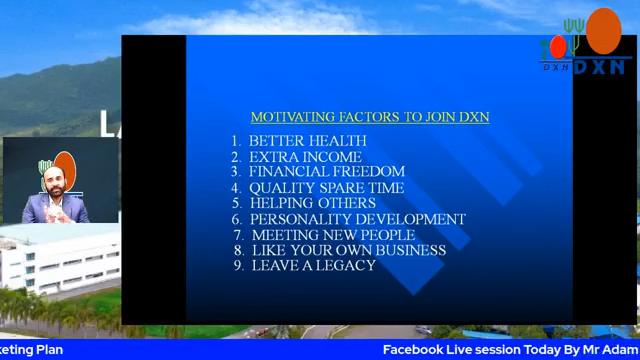 DXN
DXN
LA
MOTIVATING FACTORS TO JOIN DXN
1. BETTER HEALTH
2. EXTRA INCOME
3. FINANCIAL FREEDOM
4. QUALITY SPARE TIME
5. HELPING OTHERS
6. PERSONALITY DEVELOPMENT
7. MEETING NEW PEOPLE
8. LIKE YOUR OWN BUSINESS
9. LEAVE A LEGACY
keting Plan
Facebook Live session Today By Mr Adam